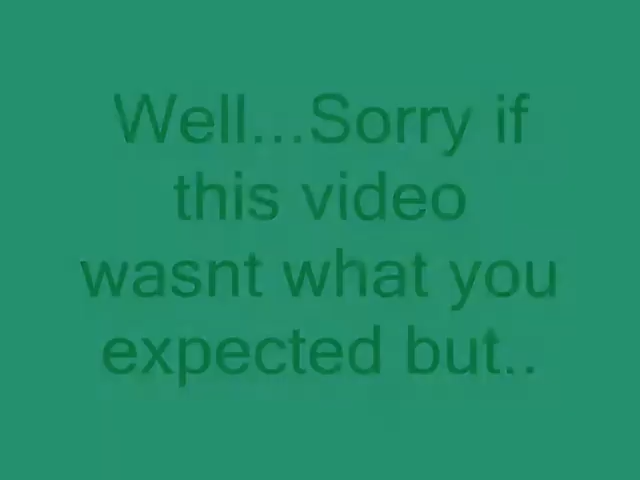 Well...Sorry if
this video
wasnt what you
expected but..